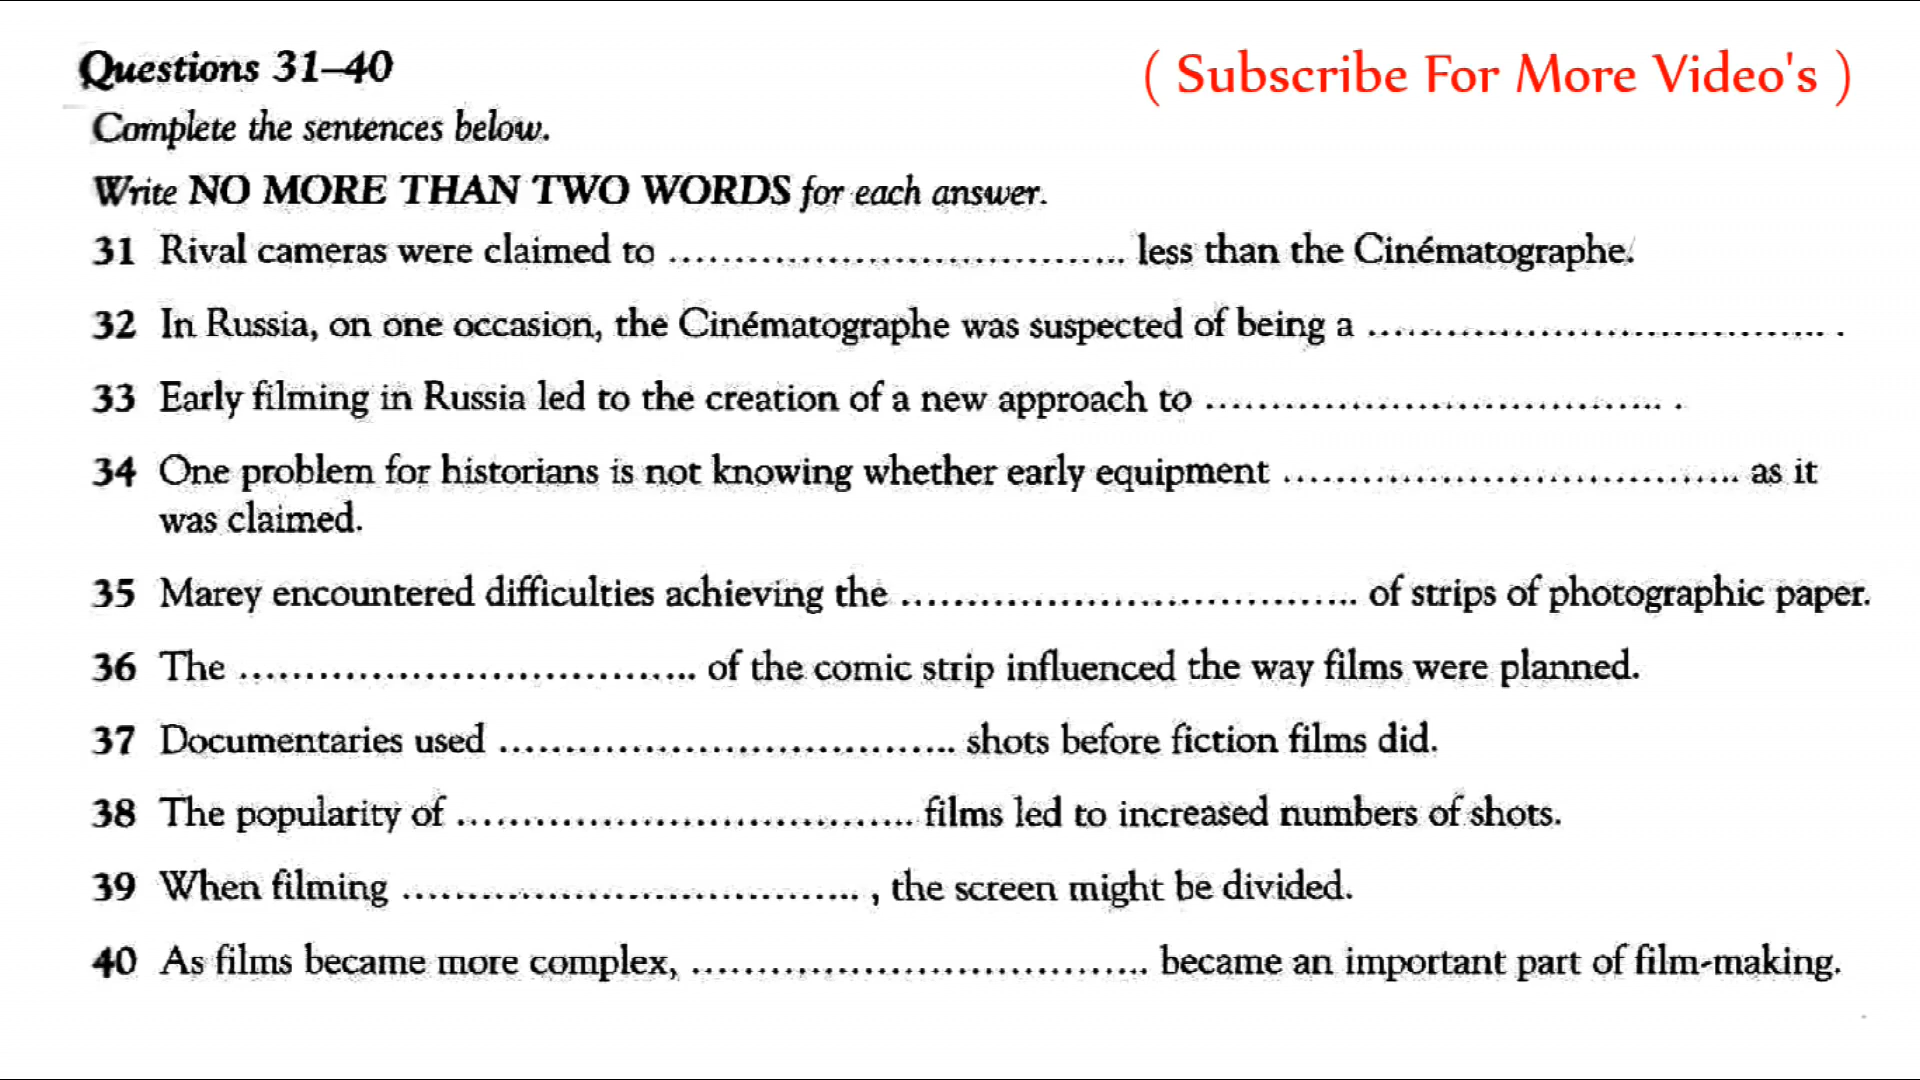 Questions 31–40
( Subscribe For More Video's )
Complete the sentences below.
Write NO MORE THAN TWO WORDS for each answer.
31 Rival cameras were claimed to .................................. less than the Cinématographe.
32 In Russia, on one occasion, the Cinématographe was suspected of being a .................................. .
33 Early filming in Russia led to the creation of a new approach to .................................. .
34 One problem for historians is not knowing whether early equipment .................................. as it
was claimed.
35 Marey encountered difficulties achieving the .................................. of strips of photographic paper.
36 The .................................. of the comic strip influenced the way films were planned.
37 Documentaries used .................................. shots before fiction films did.
38 The popularity of .................................. films led to increased numbers of shots.
39 When filming .................................. , the screen might be divided.
40 As films became more complex, .................................. became an important part of film-making.